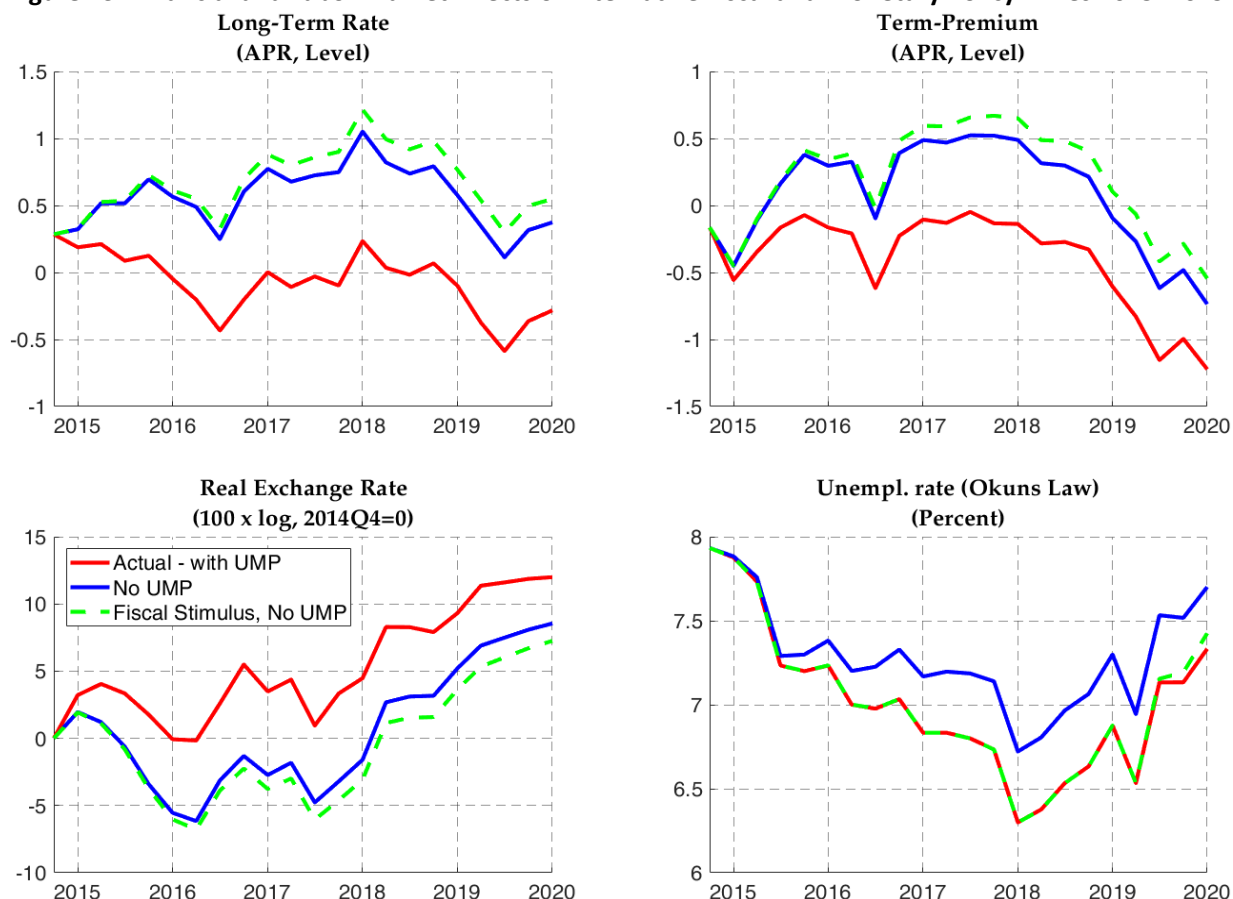 Long-Term Rate
(APR, Level)
1.5
1
0.5
0
-0.5
-1
2015 2016 2017 2018 2019 2020
Term-Premium
(APR, Level)
1
0.5
0
-0.5
-1
-1.5
2015 2016 2017 2018 2019 2020
Real Exchange Rate
(100 x log, 2014Q4=0)
15
10
5
0
-5
-10
Actual - with UMP
No UMP
Fiscal Stimulus, No UMP
2015 2016 2017 2018 2019 2020
Unempl. rate (Okuns Law)
(Percent)
8
7.5
7
6.5
6
2015 2016 2017 2018 2019 2020